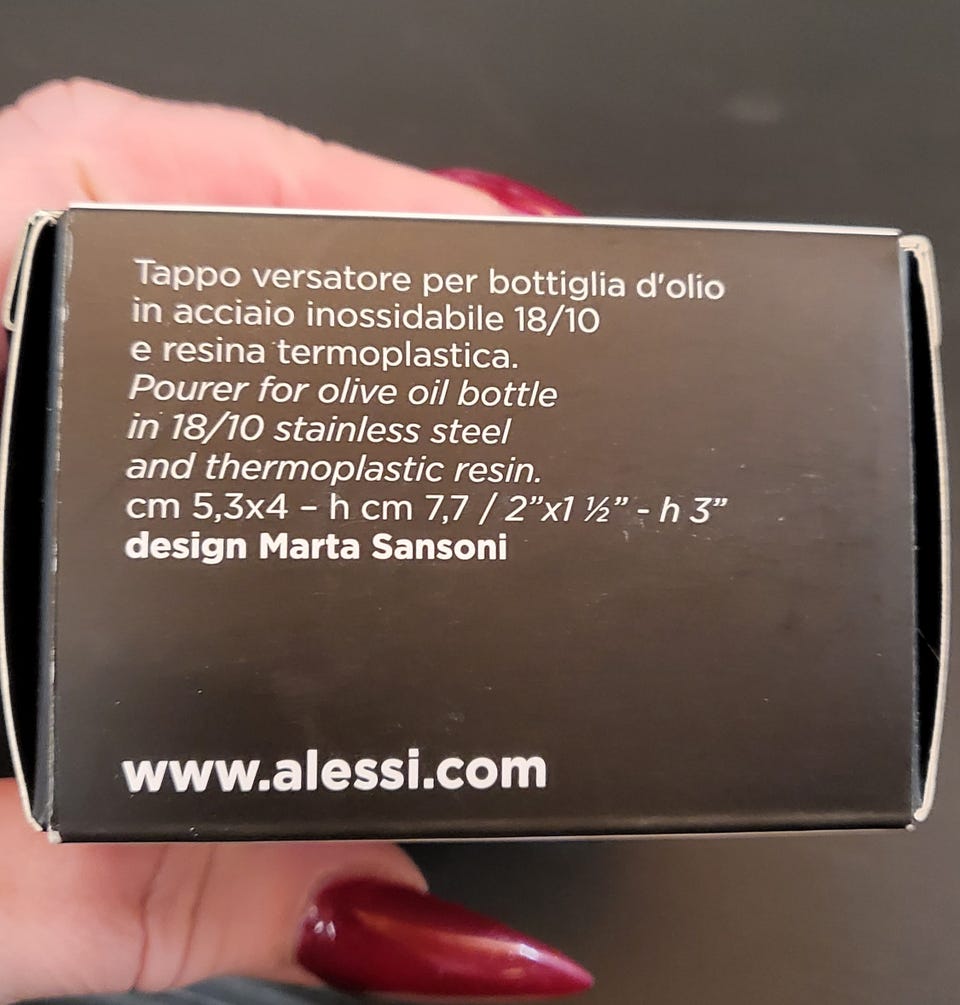 Tappo versatore per bottiglia d'olio
in acciaio inossidabile 18/10
e resina termoplastica.
Pourer for olive oil bottle
in 18/10 stainless steel
and thermoplastic resin.
cm 5,3x4 – h cm 7,7 / 2”x1 ½” - h 3”
design Marta Sansoni
www.alessi.com